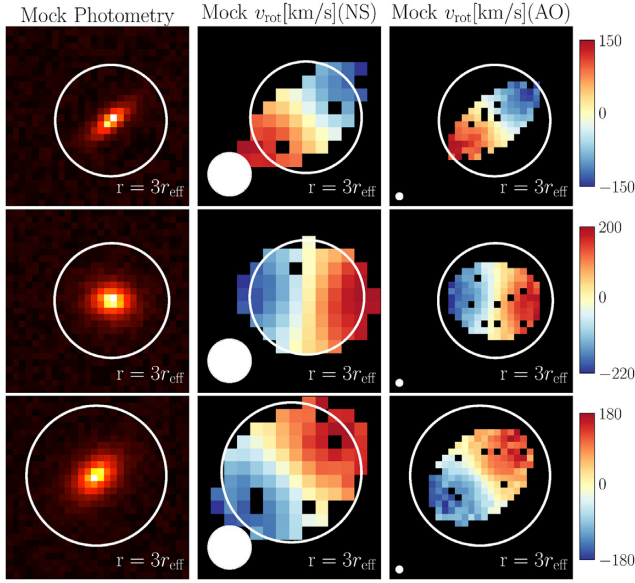 Mock Photometry
Mock v_rot[km/s](NS)
Mock v_rot[km/s](AO)
r = 3r_eff
r = 3r_eff
r = 3r_eff
150
0
−150
r = 3r_eff
r = 3r_eff
r = 3r_eff
200
0
−220
r = 3r_eff
r = 3r_eff
r = 3r_eff
180
0
−180